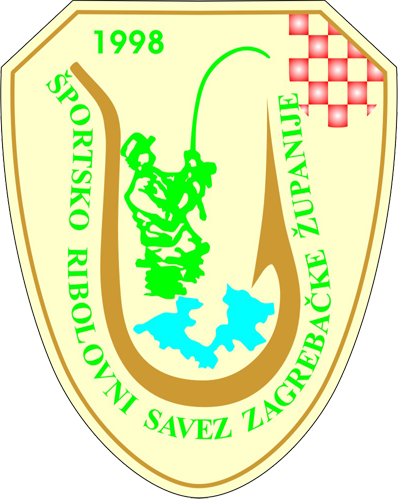 1998
ŠPORTSKO RIBOLOVNI SAVEZ ZAGREBAČKE ŽUPANIJE